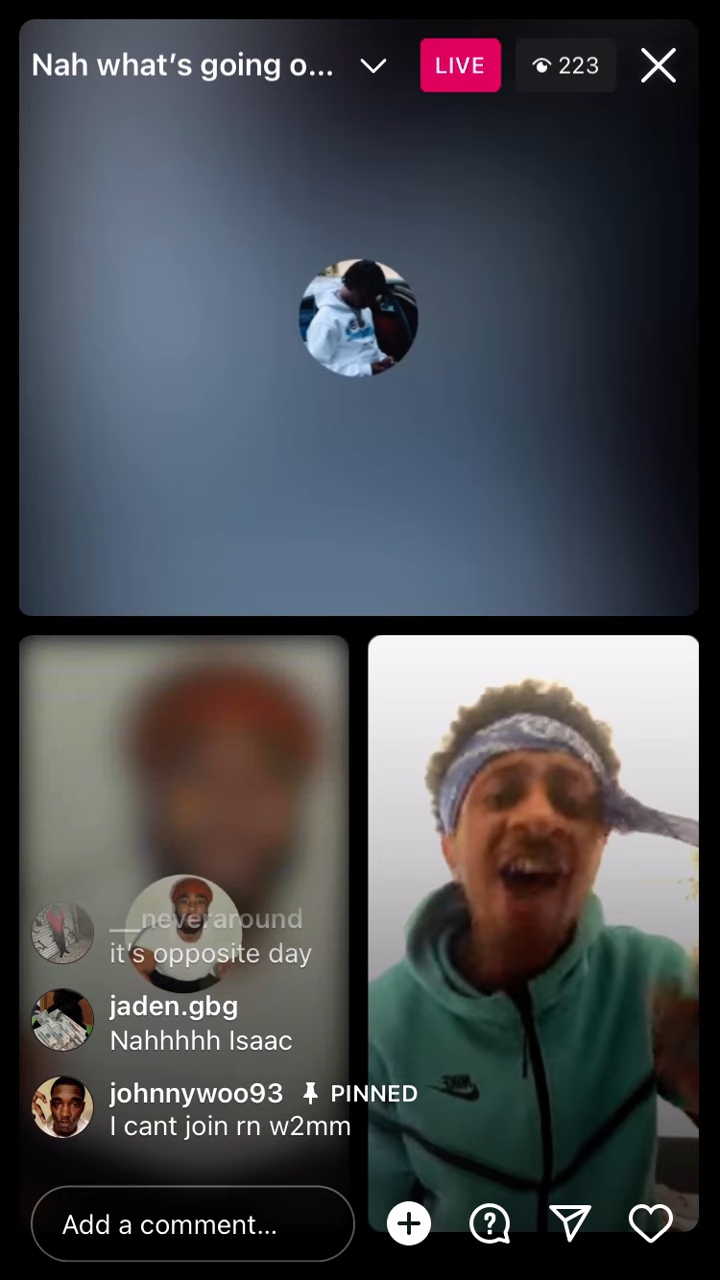 Nah what's going o...
LIVE
223
__neveraround
it's opposite day
jaden.gbg
Nahhhhh Isaac
johnnywoo93 PINNED
I cant join rn w2mm
Add a comment...